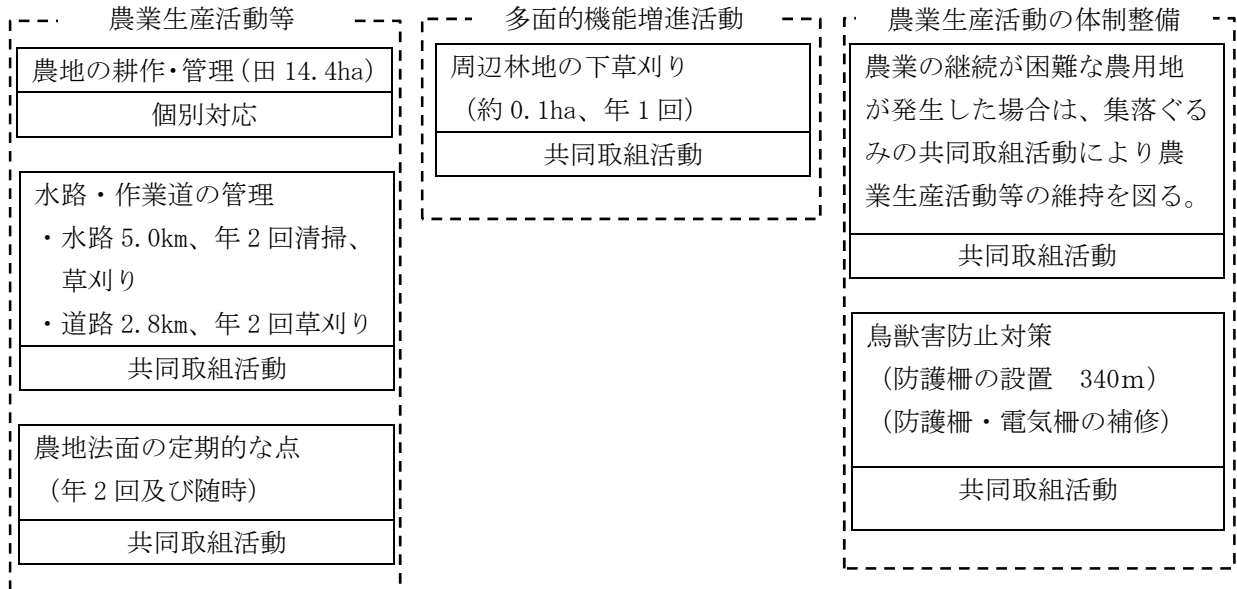 農業生産活動等
農地の耕作・管理（田 14.4ha）
個別対応
水路・作業道の管理
・水路 5.0km、年 2 回清掃、
草刈り
・道路 2.8km、年 2 回草刈り
共同取組活動
農地法面の定期的な点
（年 2 回及び随時）
共同取組活動
多面的機能増進活動
周辺林地の下草刈り
（約 0.1ha、年 1 回）
共同取組活動
農業生産活動の体制整備
農業の継続が困難な農用地
が発生した場合は、集落ぐる
みの共同取組活動により農
業生産活動等の維持を図る。
共同取組活動
鳥獣害防止対策
（防護柵の設置　340ｍ）
（防護柵・電気柵の補修）
共同取組活動